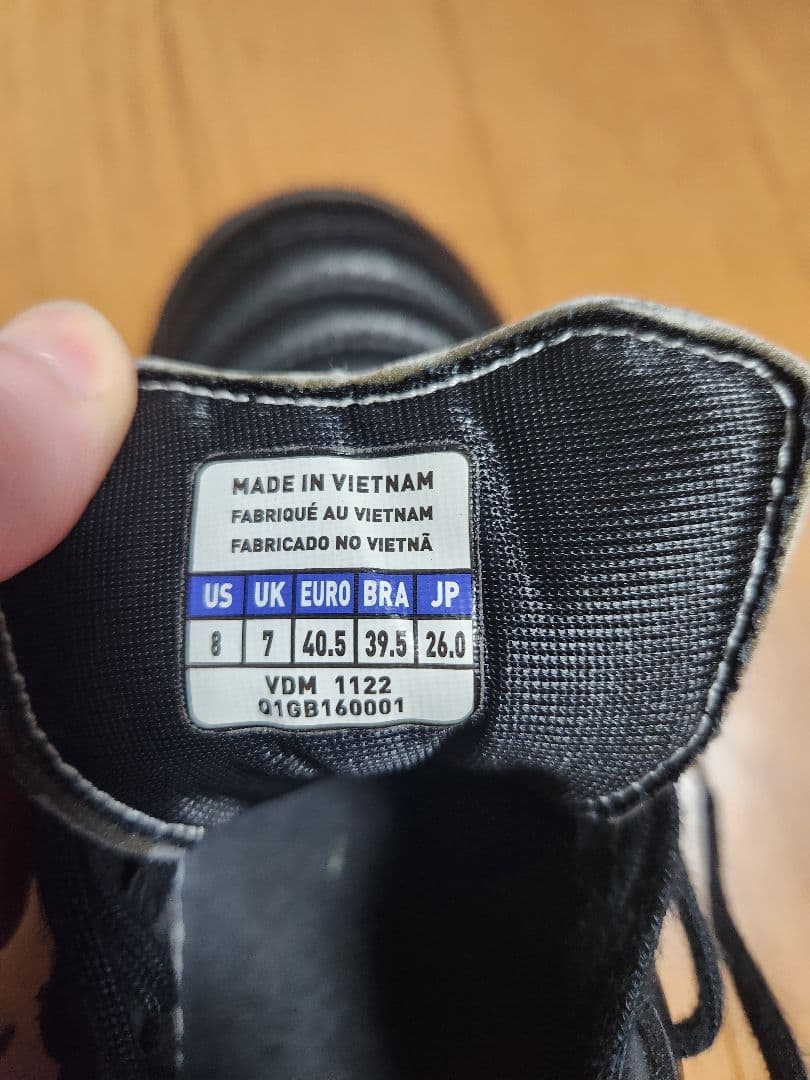 MADE IN VIETNAM
FABRIQUÉ AU VIETNAM
FABRICADO NO VIETNÃ
US UK EURO BRA JP
8 7 40.5 39.5 26.0
VDM 1122
Q1GB160001